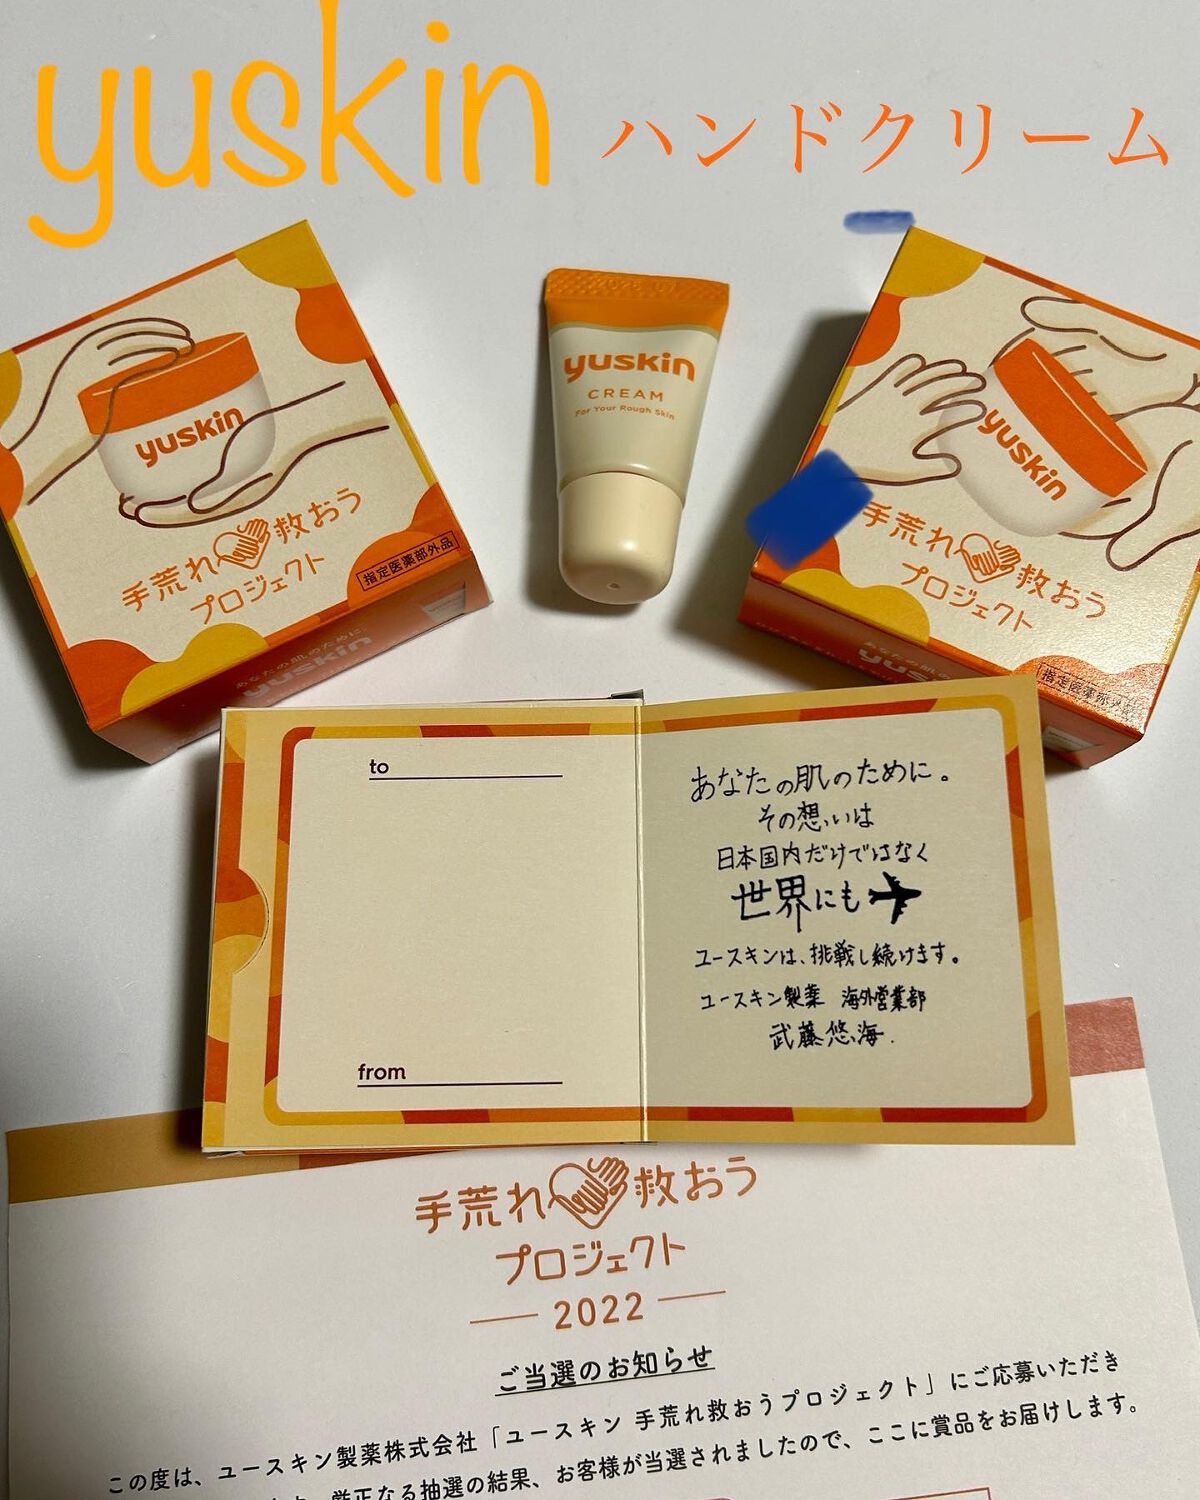 yuskin ハンドクリーム
yuskin
手荒れ救おう
プロジェクト
指定医薬部外品
あなたの肌のために
yuskin
yuskin
CREAM
For Your Rough Skin
yuskin
手荒れ救おう
プロジェクト
指定医薬部外品
あなたの肌の
yus
to
from
あなたの肌のために。
その想いは
日本国内だけではなく
世界にも
ユースキンは、挑戦し続けます。
ユースキン製薬 海外営業部
武藤悠海.
手荒れ救おう
プロジェクト
2022
ご当選のお知らせ
この度は、ユースキン製薬株式会社「ユースキン 手荒れ救おうプロジェクト」にご応募いただき
厳正なる抽選の結果、お客様が当選されましたので、ここに賞品をお届けします。